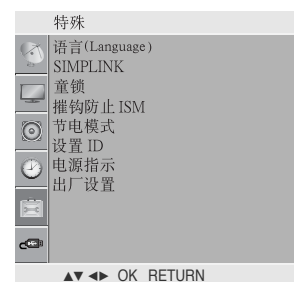 特殊
语言(Language)
SIMPLINK
童锁
摧钩防止 ISM
节电模式
设置 ID
电源指示
出厂设置
▲▼ ◀▶ OK RETURN